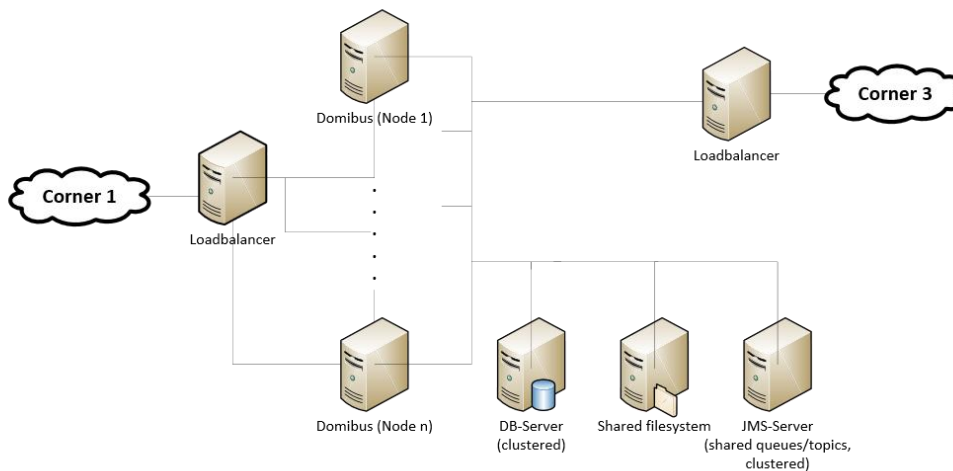 Domibus (Node 1)
Corner 3
Loadbalancer
Corner 1
Loadbalancer
Domibus (Node n)
DB-Server
(clustered)
Shared filesystem
JMS-Server
(shared queues/topics,
clustered)